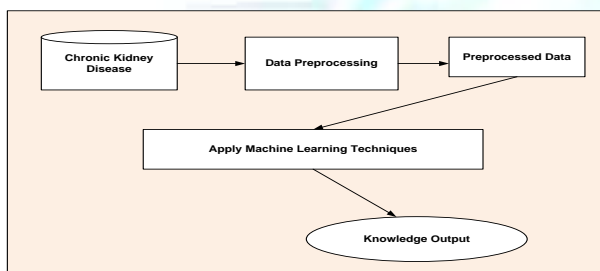 Chronic Kidney
Disease
Data Preprocessing
Preprocessed Data
Apply Machine Learning Techniques
Knowledge Output